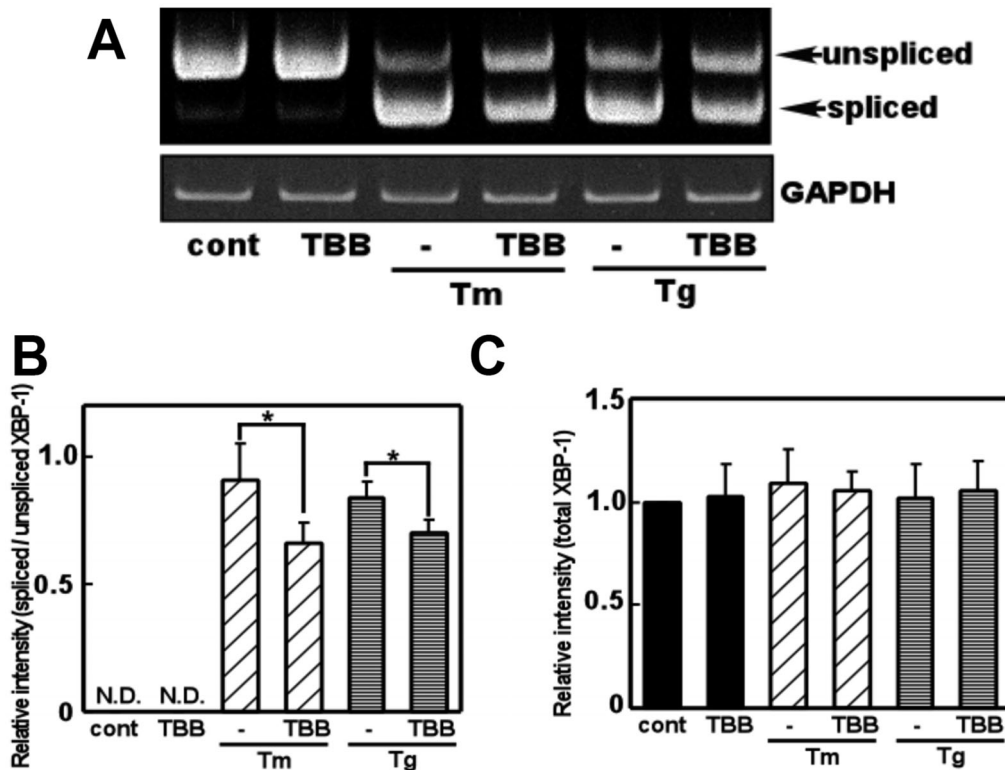 A
unspliced
spliced
GAPDH
cont TBB - TBB - TBB
Tm Tg
B
Relative intensity (spliced / unspliced XBP-1)
1.0
0.5
0
*
*
N.D. N.D.
cont TBB - TBB - TBB
Tm Tg
C
Relative intensity (total XBP-1)
1.5
1.0
0.5
0
cont TBB - TBB - TBB
Tm Tg